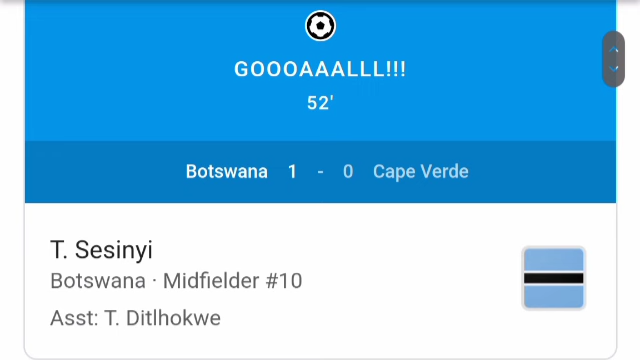 GOOOAAALLL!!!
52'
Botswana 1 - 0 Cape Verde
T. Sesinyi
Botswana · Midfielder #10
Asst: T. Ditlhokwe